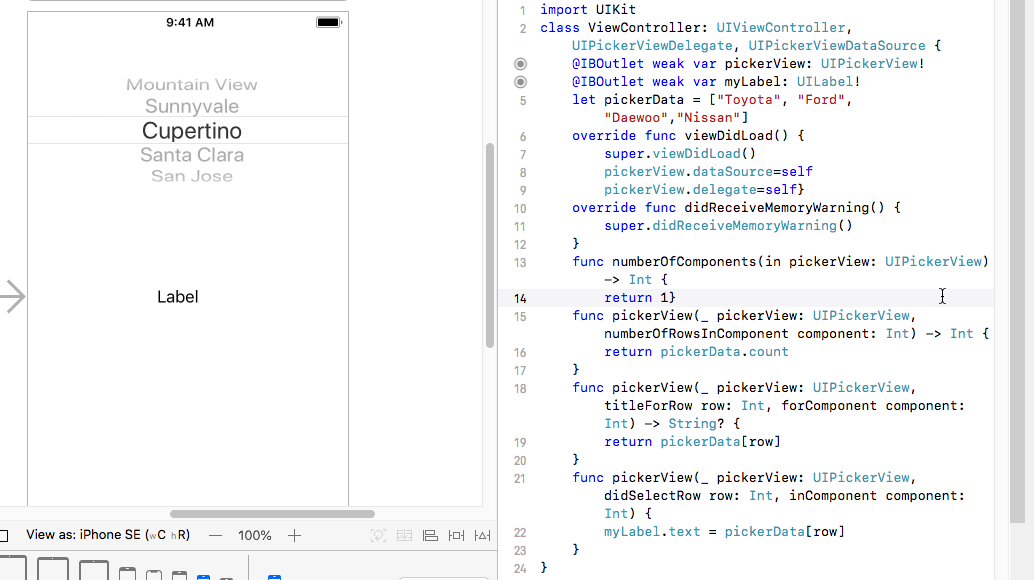 9:41 AM
Mountain View
Sunnyvale
Cupertino
Santa Clara
San Jose
Label
View as: iPhone SE (wC hR) — 100% +
1 import UIKit
2 class ViewController: UIViewController,
UIPickerViewDelegate, UIPickerViewDataSource {
@IBOutlet weak var pickerView: UIPickerView!
@IBOutlet weak var myLabel: UILabel!
5 let pickerData = ["Toyota", "Ford",
"Daewoo","Nissan"]
6 override func viewDidLoad() {
7 super.viewDidLoad()
8 pickerView.dataSource=self
9 pickerView.delegate=self}
10 override func didReceiveMemoryWarning() {
11 super.didReceiveMemoryWarning()
12 }
13 func numberOfComponents(in pickerView: UIPickerView)
-> Int {
14 return 1}
15 func pickerView(_ pickerView: UIPickerView,
numberOfRowsInComponent component: Int) -> Int {
16 return pickerData.count
17 }
18 func pickerView(_ pickerView: UIPickerView,
titleForRow row: Int, forComponent component:
Int) -> String? {
19 return pickerData[row]
20 }
21 func pickerView(_ pickerView: UIPickerView,
didSelectRow row: Int, inComponent component:
Int) {
22 myLabel.text = pickerData[row]
23 }
24 }